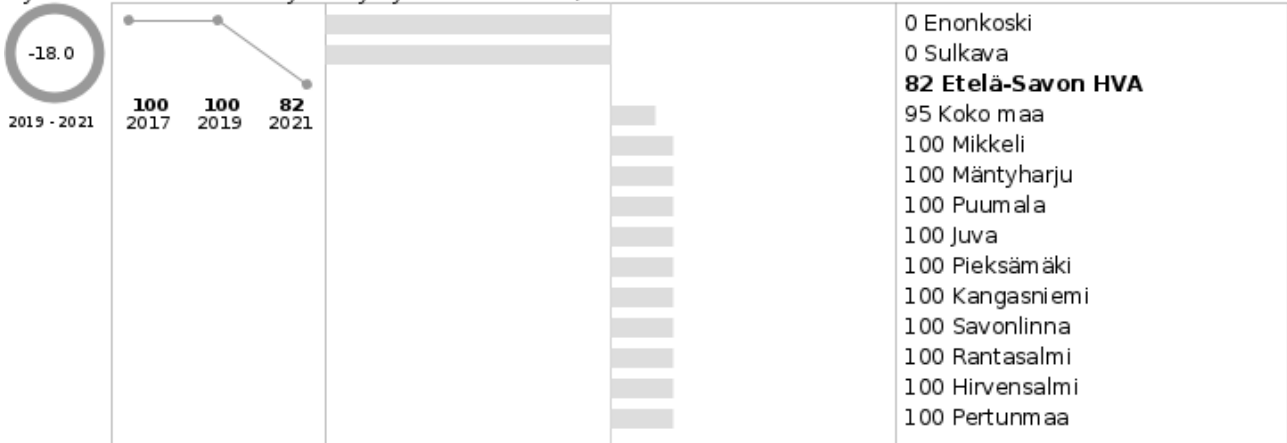 -18.0
2019 - 2021
100 100 82
2017 2019 2021
0 Enonkoski
0 Sulkava
82 Etelä-Savon HVA
95 Koko maa
100 Mikkeli
100 Mäntyharju
100 Puumala
100 Juva
100 Pieksämäki
100 Kangasniemi
100 Savonlinna
100 Rantasalmi
100 Hirvensalmi
100 Pertunmaa